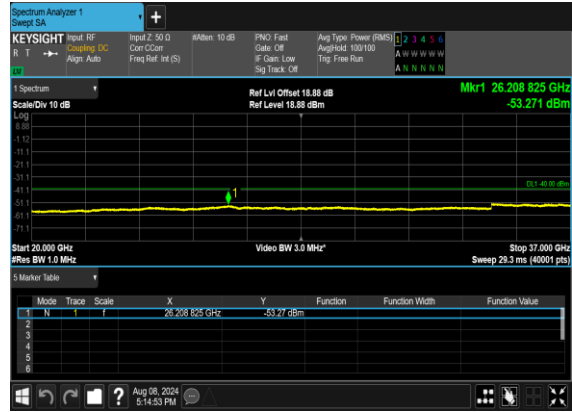 Spectrum Analyzer 1
Swept SA
+
KEYSIGHT Input: RF Input Z: 50 Ω #Atten: 10 dB PNO: Fast Avg Type: Power (RMS) 1 2 3 4 5 6
R T Coupling: DC Corr CCorr Gate: Off Avg|Hold: 100/100 A W W W W W
Align: Auto Freq Ref: Int (S) IF Gain: Low Trig: Free Run
Sig Track: Off A N N N N N
1 Spectrum Ref Lvl Offset 18.88 dB Mkr1 26.208 825 GHz
Scale/Div 10 dB Ref Level 18.88 dBm -53.271 dBm
Log
8.88
-1.12
-11.1
-21.1
-31.1
DL1 -40.00 dBm
-41.1
1
-51.1
-61.1
-71.1
Start 20.000 GHz Video BW 3.0 MHz* Stop 37.000 GHz
#Res BW 1.0 MHz Sweep 29.3 ms (40001 pts)
5 Marker Table
Mode Trace Scale X Y Function Function Width Function Value
1 N 1 f 26.208 825 GHz -53.27 dBm
2
3
4
5
6
? Aug 08, 2024
5:14:53 PM